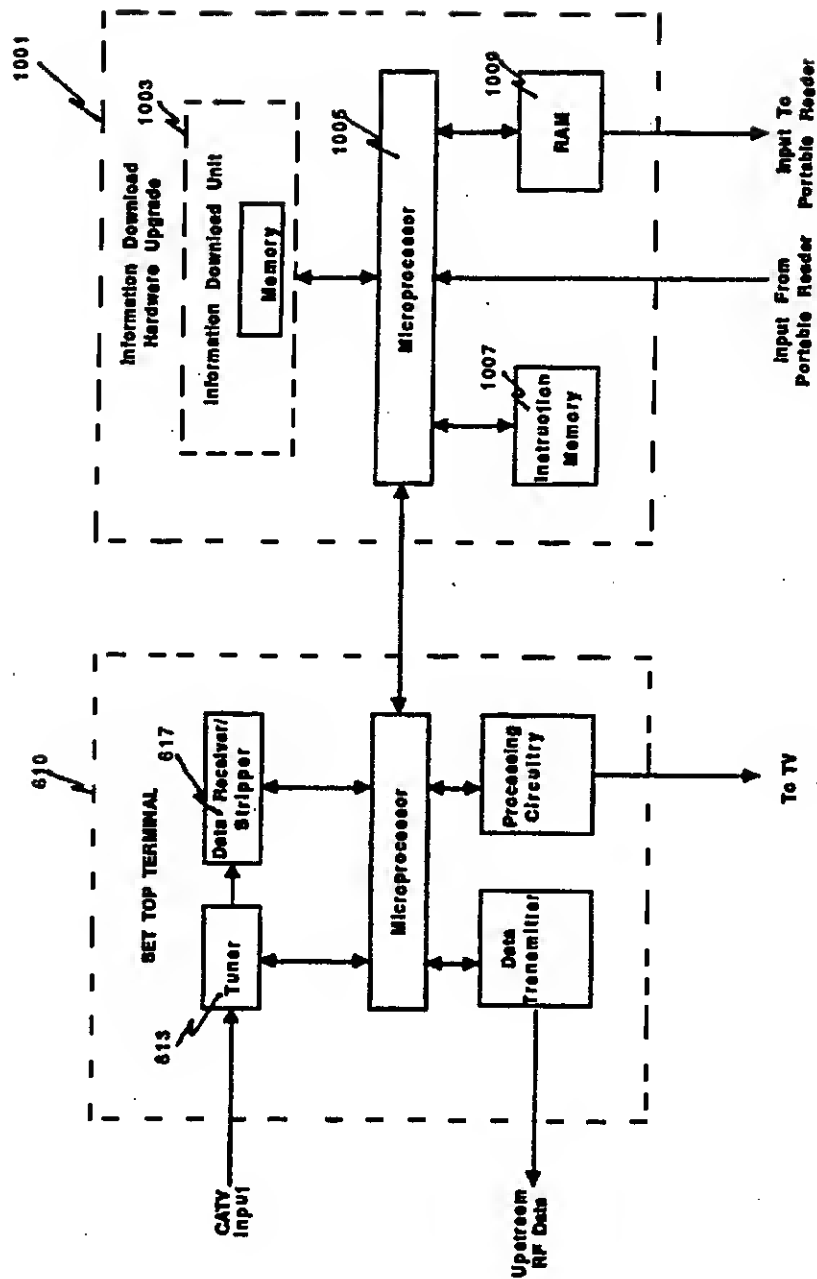 610
SET TOP TERMINAL
617
Data Receiver/
Stripper
Tuner
613
CATV
Input
Microprocessor
Data
Transmitter
Processing
Circuitry
Upstream
RF Data
To TV
1001
Information Download
Hardware Upgrade
1003
Information Download Unit
Memory
1005
Microprocessor
1007
Instruction
Memory
1009
RAM
Input From
Portable Reader
Input To
Portable Reader